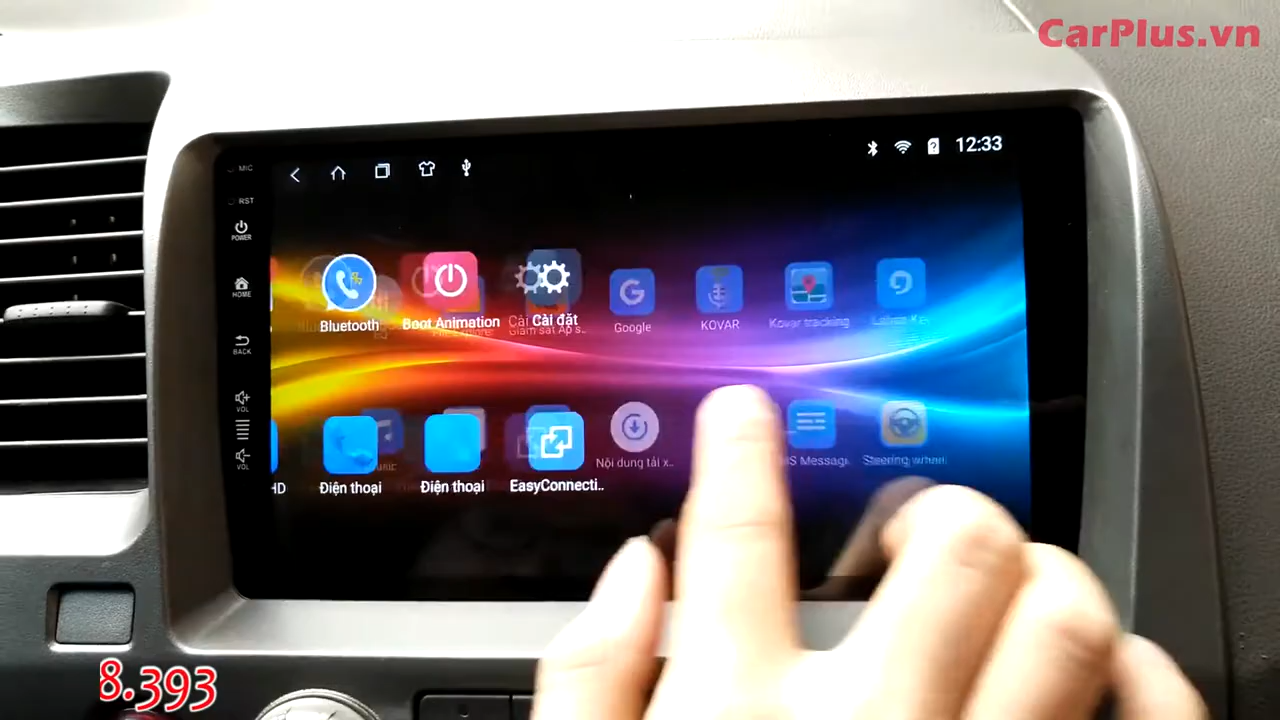 CarPlus.vn
MIC
12:33
RST
POWER
HOME
Bluetooth
Boot Animation
Cài đặt
Google
KOVAR
Kovar tracking
BACK
VOL
VOL
HD
Điện thoại
Điện thoại
EasyConnecti..
Nội dung tải x..
Steering wheel
8.393